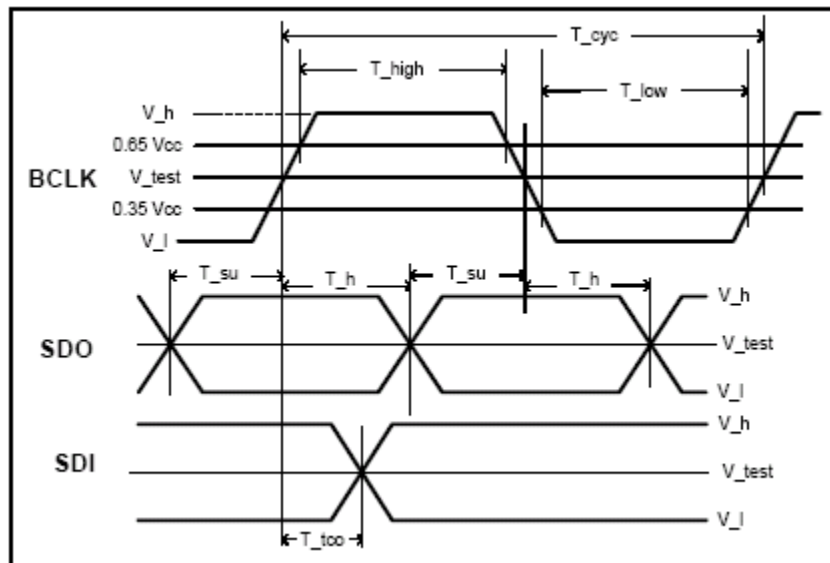 T_cyc
T_high
T_low
V_h
0.65 Vcc
BCLK
V_test
0.35 Vcc
V_l
T_su
T_h
T_su
T_h
V_h
SDO
V_test
V_l
V_h
SDI
V_test
V_l
T_tco